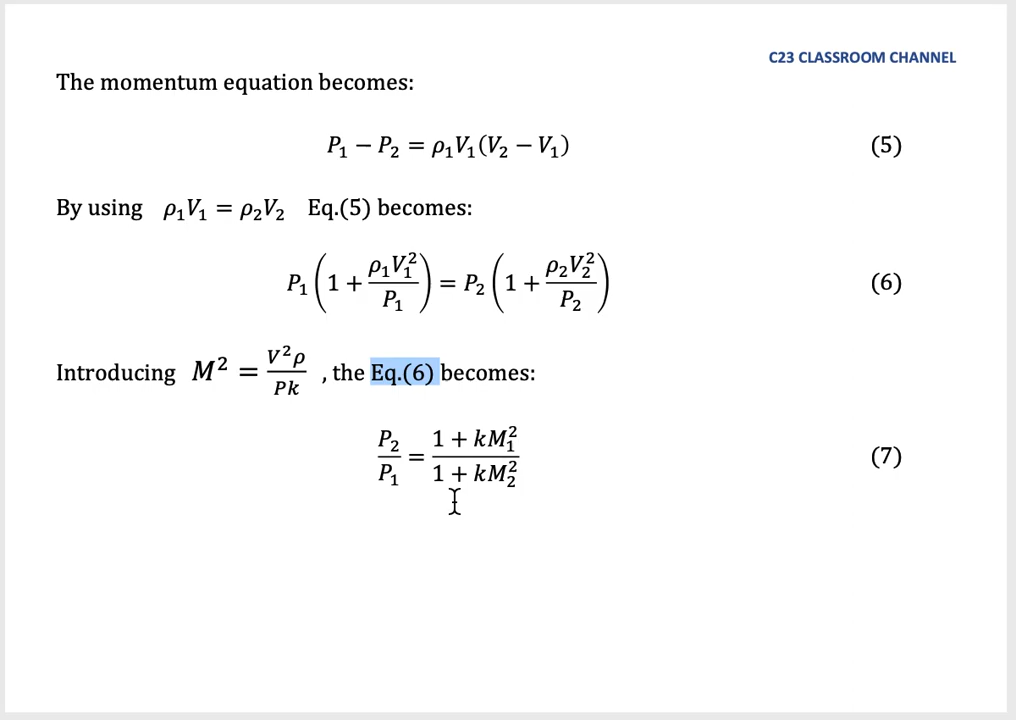 C23 CLASSROOM CHANNEL
The momentum equation becomes:
P₁ − P₂ = ρ₁V₁(V₂ − V₁) (5)
By using ρ₁V₁ = ρ₂V₂ Eq.(5) becomes:
P₁ (1 + ρ₁V₁²/P₁) = P₂ (1 + ρ₂V₂²/P₂) (6)
Introducing M² = V²ρ/Pk , the Eq.(6) becomes:
P₂/P₁ = (1 + kM₁²)/(1 + kM₂²) (7)